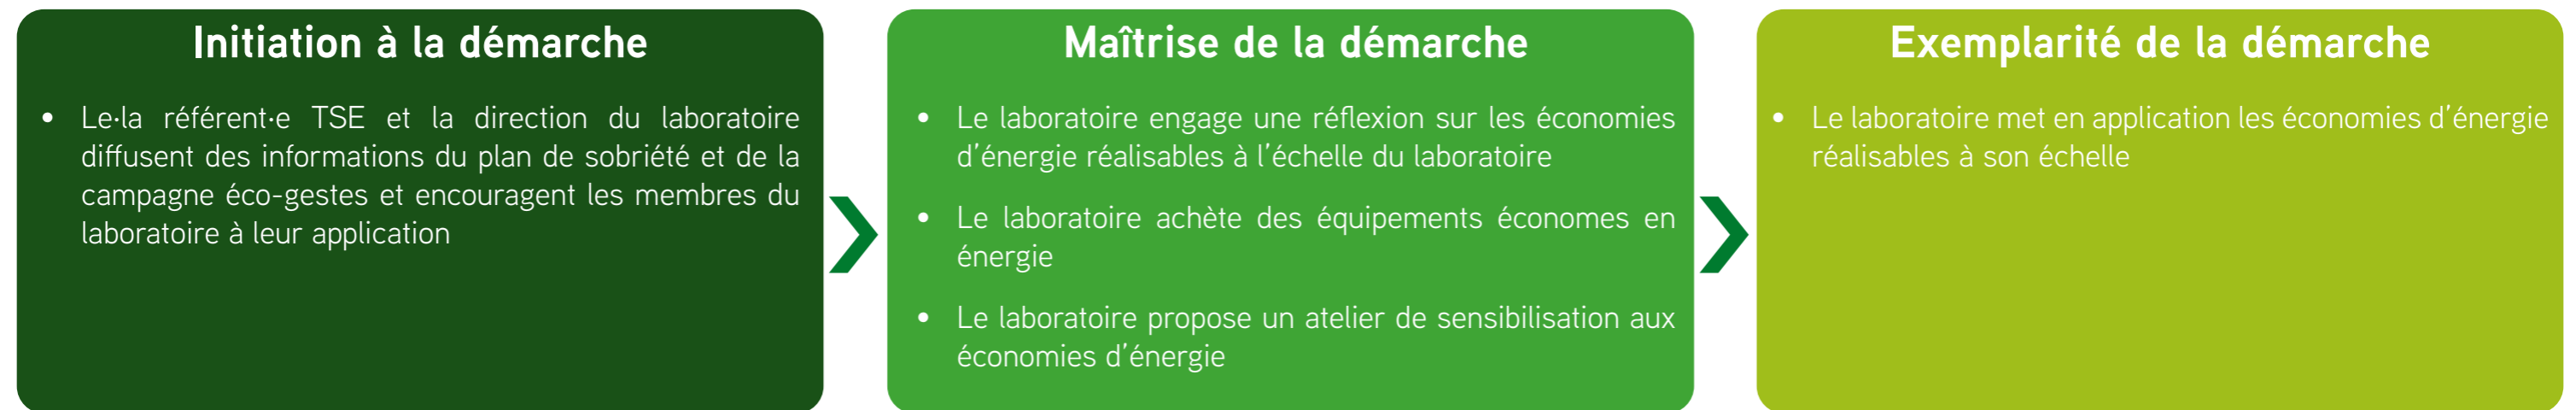 Initiation à la démarche
• Le·la référent·e TSE et la direction du laboratoire
diffusent des informations du plan de sobriété et de la
campagne éco-gestes et encouragent les membres du
laboratoire à leur application
Maîtrise de la démarche
• Le laboratoire engage une réflexion sur les économies
d'énergie réalisables à l'échelle du laboratoire
• Le laboratoire achète des équipements économes en
énergie
• Le laboratoire propose un atelier de sensibilisation aux
économies d'énergie
Exemplarité de la démarche
• Le laboratoire met en application les économies d'énergie
réalisables à son échelle